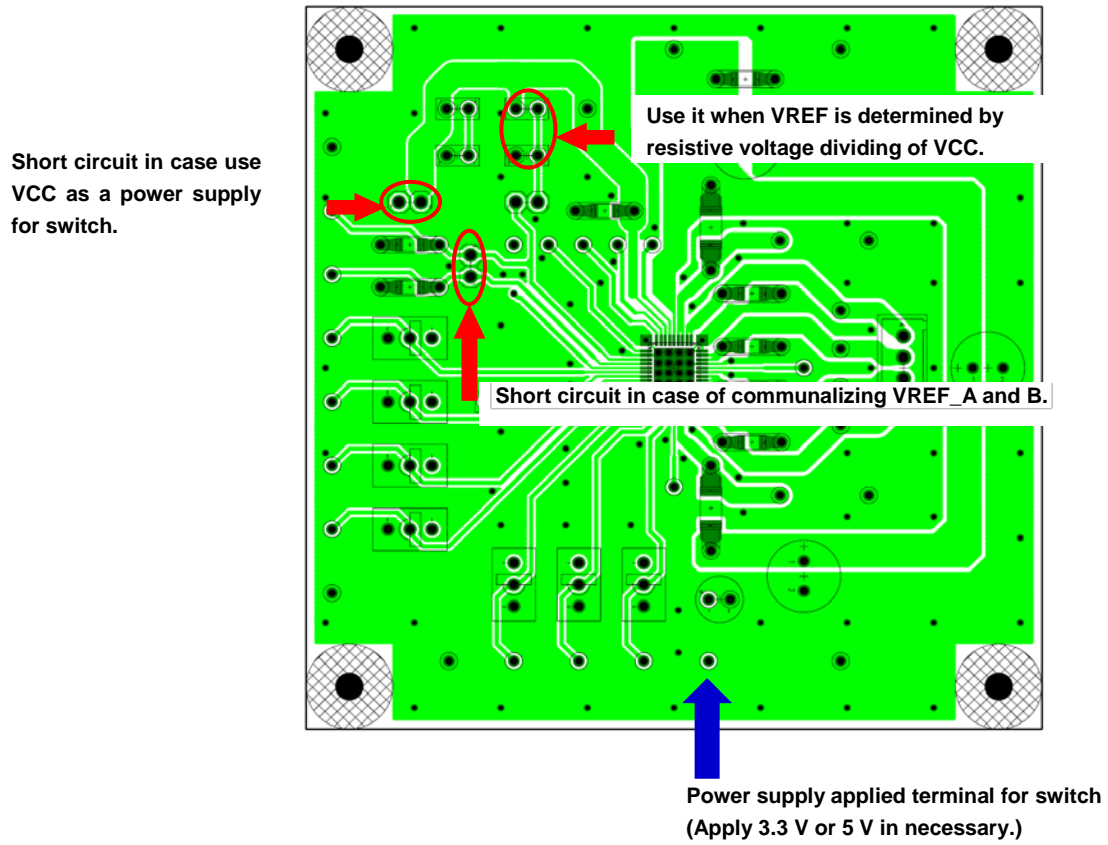 Use it when VREF is determined by
resistive voltage dividing of VCC.
Short circuit in case use
VCC as a power supply
for switch.
Short circuit in case of communalizing VREF_A and B.
Power supply applied terminal for switch
(Apply 3.3 V or 5 V in necessary.)